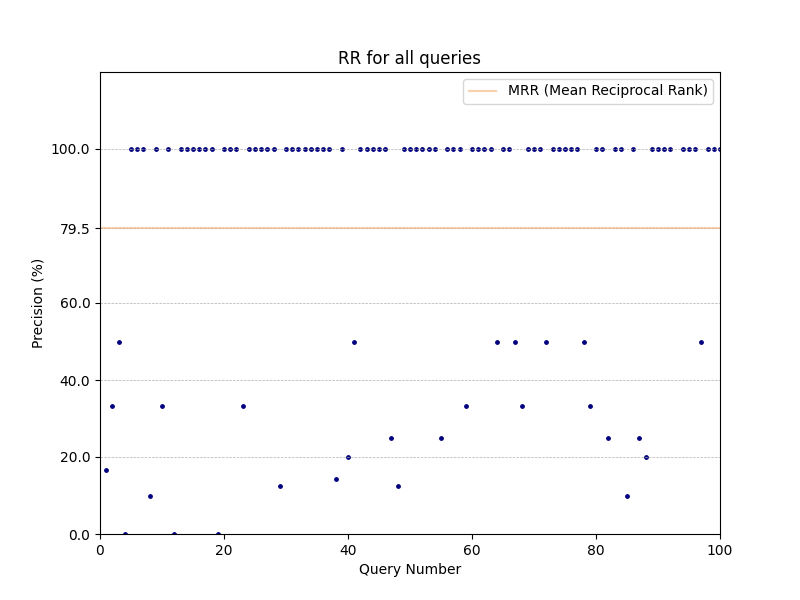 RR for all queries
MRR (Mean Reciprocal Rank)
100.0
79.5
60.0
40.0
20.0
0.0
Precision (%)
0 20 40 60 80 100
Query Number